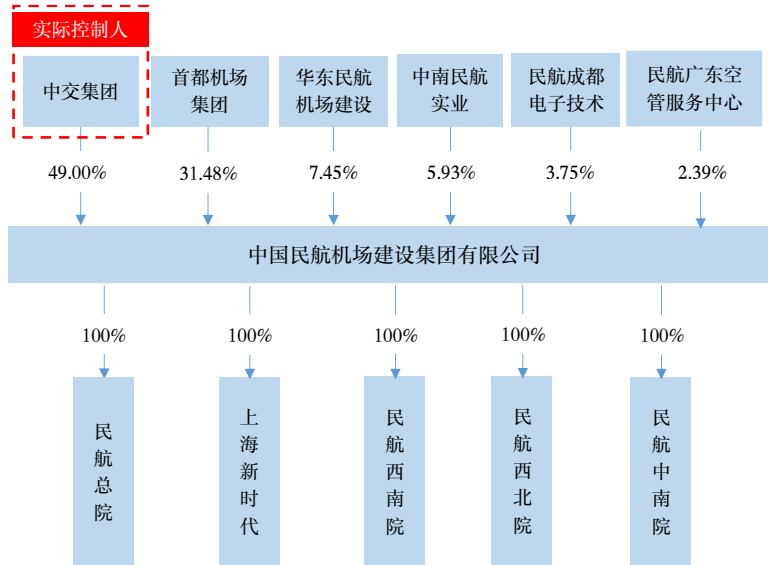 实际控制人
中交集团
首都机场
集团
华东民航
机场建设
中南民航
实业
民航成都
电子技术
民航广东空
管服务中心
49.00%
31.48%
7.45%
5.93%
3.75%
2.39%
中国民航机场建设集团有限公司
100%
100%
100%
100%
100%
民航总院
上海新时代
民航西南院
民航西北院
民航中南院